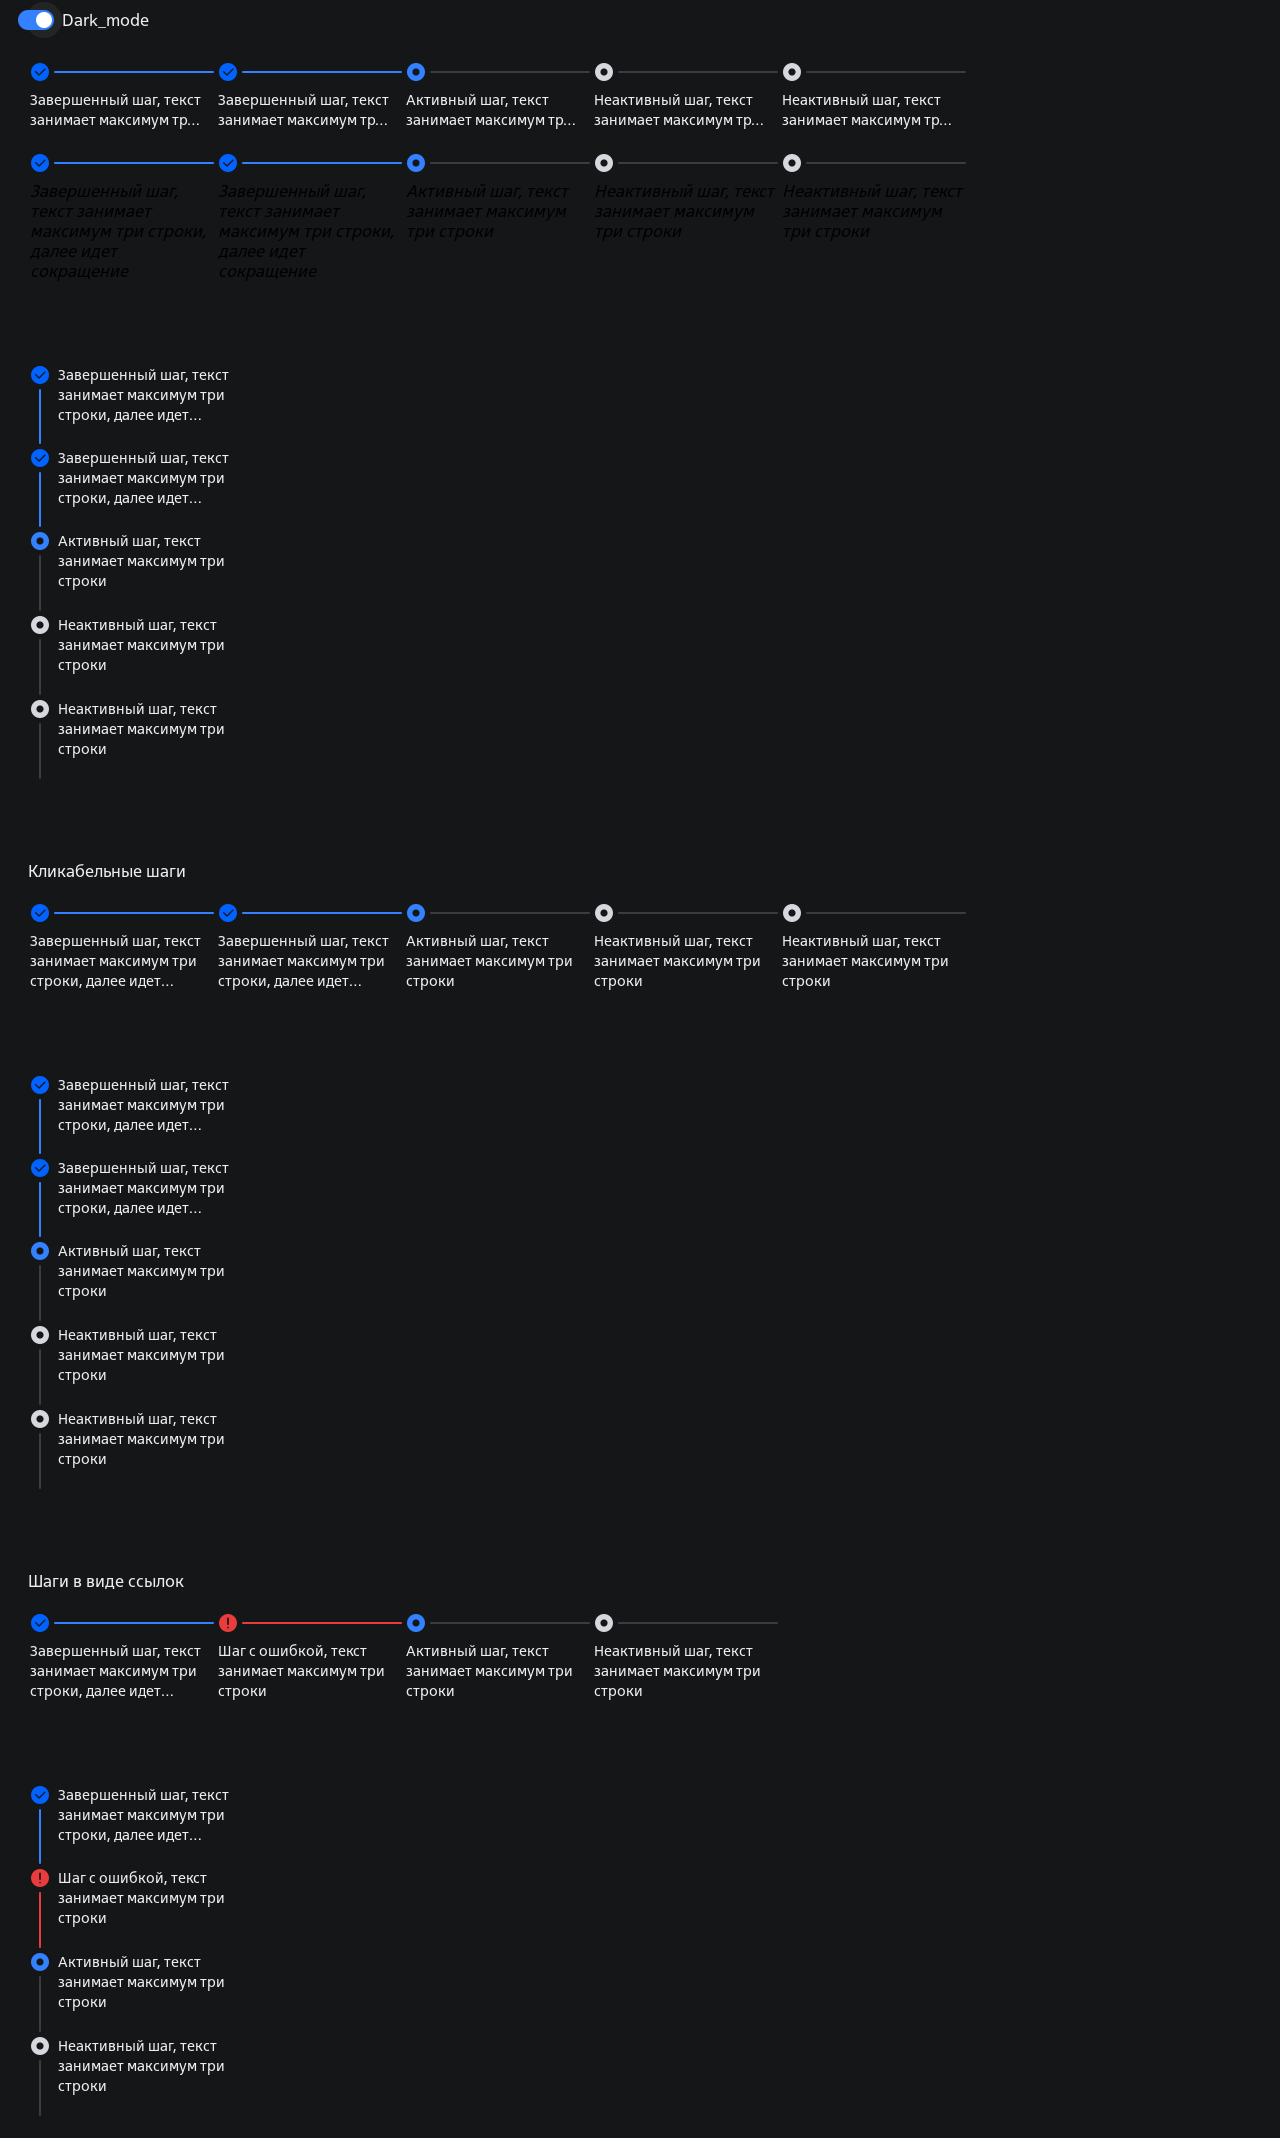 Dark_mode
Завершенный шаг, текст
занимает максимум тр...
Завершенный шаг, текст
занимает максимум тр...
Активный шаг, текст
занимает максимум тр...
Неактивный шаг, текст
занимает максимум тр...
Неактивный шаг, текст
занимает максимум тр...
Завершенный шаг,
текст занимает
максимум три строки,
далее идет
сокращение
Завершенный шаг,
текст занимает
максимум три строки,
далее идет
сокращение
Активный шаг, текст
занимает максимум
три строки
Неактивный шаг, текст
занимает максимум
три строки
Неактивный шаг, текст
занимает максимум
три строки
Завершенный шаг, текст
занимает максимум три
строки, далее идет...
Завершенный шаг, текст
занимает максимум три
строки, далее идет...
Активный шаг, текст
занимает максимум три
строки
Неактивный шаг, текст
занимает максимум три
строки
Неактивный шаг, текст
занимает максимум три
строки
Кликабельные шаги
Завершенный шаг, текст
занимает максимум три
строки, далее идет...
Завершенный шаг, текст
занимает максимум три
строки, далее идет...
Активный шаг, текст
занимает максимум три
строки
Неактивный шаг, текст
занимает максимум три
строки
Неактивный шаг, текст
занимает максимум три
строки
Завершенный шаг, текст
занимает максимум три
строки, далее идет...
Завершенный шаг, текст
занимает максимум три
строки, далее идет...
Активный шаг, текст
занимает максимум три
строки
Неактивный шаг, текст
занимает максимум три
строки
Неактивный шаг, текст
занимает максимум три
строки
Шаги в виде ссылок
Завершенный шаг, текст
занимает максимум три
строки, далее идет...
Шаг с ошибкой, текст
занимает максимум три
строки
Активный шаг, текст
занимает максимум три
строки
Неактивный шаг, текст
занимает максимум три
строки
Завершенный шаг, текст
занимает максимум три
строки, далее идет...
Шаг с ошибкой, текст
занимает максимум три
строки
Активный шаг, текст
занимает максимум три
строки
Неактивный шаг, текст
занимает максимум три
строки